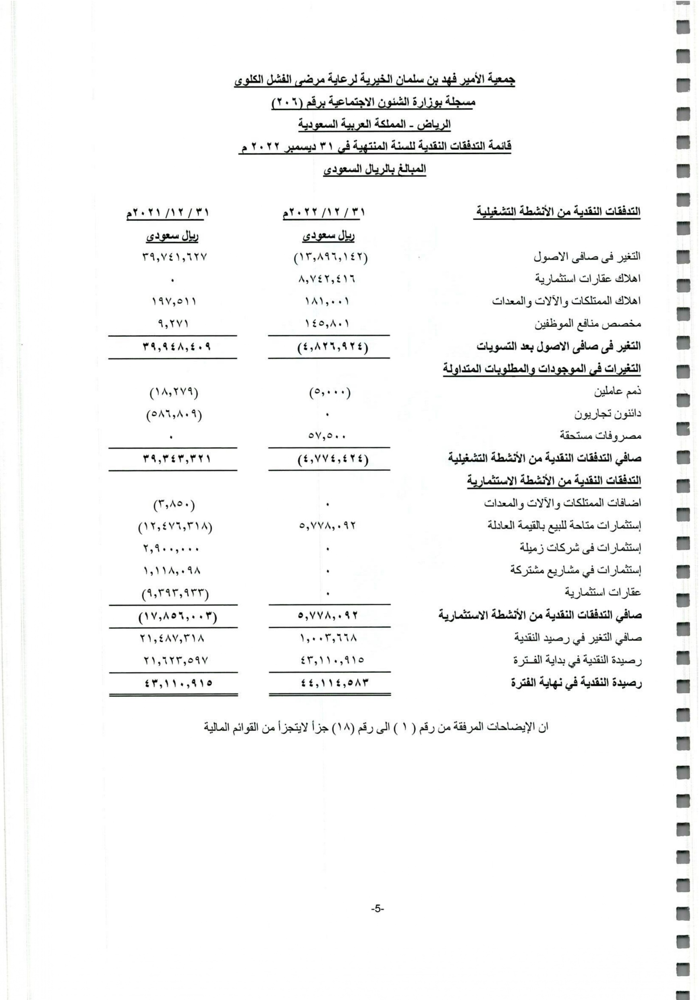 جمعية الأمير فهد بن سلمان الخيرية لرعاية مرضى الفشل الكلوى
مسجلة بوزارة الشئون الاجتماعية برقم (٢٠٦)
الرياض - المملكة العربية السعودية
قائمة التدفقات النقدية للسنة المنتهية في ٣١ ديسمبر ٢٠٢٢ م
المبالغ بالريال السعودى
التدفقات النقدية من الأنشطة التشغيلية ٣١ / ١٢/ ٢٠٢٢م ٣١ / ١٢/ ٢٠٢١م
ريال سعودى ريال سعودى
التغير فى صافى الاصول (١٣,٨٩٦,١٤٢) ٣٩,٧٤١,٦٢٧
اهلاك عقارات استثمارية ٨,٧٤٢,٤١٦ ٠
اهلاك الممتلكات والآلات والمعدات ١٨١,٠٠١ ١٩٧,٥١١
مخصص منافع الموظفين ١٤٥,٨٠١ ٩,٢٧١
التغير فى صافى الاصول بعد التسويات (٤,٨٢٦,٩٢٤) ٣٩,٩٤٨,٤٠٩
التغيرات في الموجودات والمطلوبات المتداولة
ذمم عاملين (٥,٠٠٠) (١٨,٢٧٩)
دائنون تجاريون ٠ (٥٨٦,٨٠٩)
مصروفات مستحقة ٥٧,٥٠٠ ٠
صافي التدفقات النقدية من الأنشطة التشغيلية (٤,٧٧٤,٤٢٤) ٣٩,٣٤٣,٣٢١
التدفقات النقدية من الأنشطة الاستثمارية
اضافات الممتلكات والآلات والمعدات ٠ (٣,٨٥٠)
إستثمارات متاحة للبيع بالقيمة العادلة ٥,٧٧٨,٠٩٢ (١٢,٤٧٦,٣١٨)
إستثمارات فى شركات زميلة ٠ ٢,٩٠٠,٠٠٠
إستثمارات في مشاريع مشتركة ٠ ١,١١٨,٠٩٨
عقارات استثمارية ٠ (٩,٣٩٣,٩٣٣)
صافي التدفقات النقدية من الأنشطة الاستثمارية ٥,٧٧٨,٠٩٢ (١٧,٨٥٦,٠٠٣)
صافي التغير في رصيد النقدية ١,٠٠٣,٦٦٨ ٢١,٤٨٧,٣١٨
رصيدة النقدية في بداية الفــترة ٤٣,١١٠,٩١٥ ٢١,٦٢٣,٥٩٧
رصيدة النقدية في نهاية الفترة ٤٤,١١٤,٥٨٣ ٤٣,١١٠,٩١٥
ان الإيضاحات المرفقة من رقم ( ١ ) الى رقم (١٨) جزأ لايتجزأ من القوائم المالية
-5-